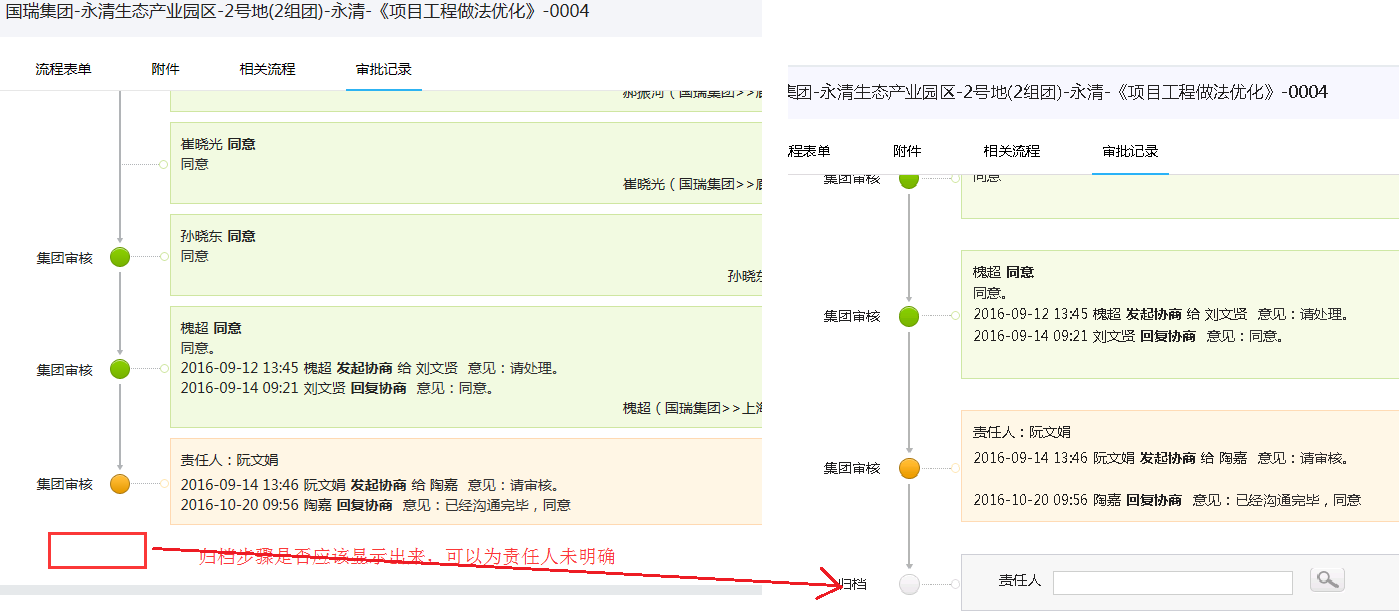 国瑞集团-永清生态产业园区-2号地(2组团)-永清-《项目工程做法优化》-0004
流程表单 附件 相关流程 审批记录
崔晓光 同意
同意
崔晓光（国瑞集团>>
孙晓东 同意
集团审核
同意
孙晓东
槐超 同意
同意。
集团审核
2016-09-12 13:45 槐超 发起协商 给 刘文贤 意见：请处理。
2016-09-14 09:21 刘文贤 回复协商 意见：同意。
槐超（国瑞集团>>上海
责任人：阮文娟
集团审核
2016-09-14 13:46 阮文娟 发起协商 给 陶嘉 意见：请审核。
2016-10-20 09:56 陶嘉 回复协商 意见：已经沟通完毕，同意
归档步骤是否应该显示出来，可以为责任人未明确
集团-永清生态产业园区-2号地(2组团)-永清-《项目工程做法优化》-0004
程表单 附件 相关流程 审批记录
集团审核
同意
槐超 同意
同意。
集团审核
2016-09-12 13:45 槐超 发起协商 给 刘文贤 意见：请处理。
2016-09-14 09:21 刘文贤 回复协商 意见：同意。
责任人：阮文娟
集团审核
2016-09-14 13:46 阮文娟 发起协商 给 陶嘉 意见：请审核。
2016-10-20 09:56 陶嘉 回复协商 意见：已经沟通完毕，同意
归档
责任人